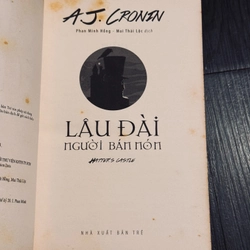 A.J. CRONIN
Phan Minh Hồng - Mai Thái Lộc dịch
LÂU ĐÀI
NGƯỜI BÁN NÓN
HATTER'S CASTLE
NHÀ XUẤT BẢN TRẺ